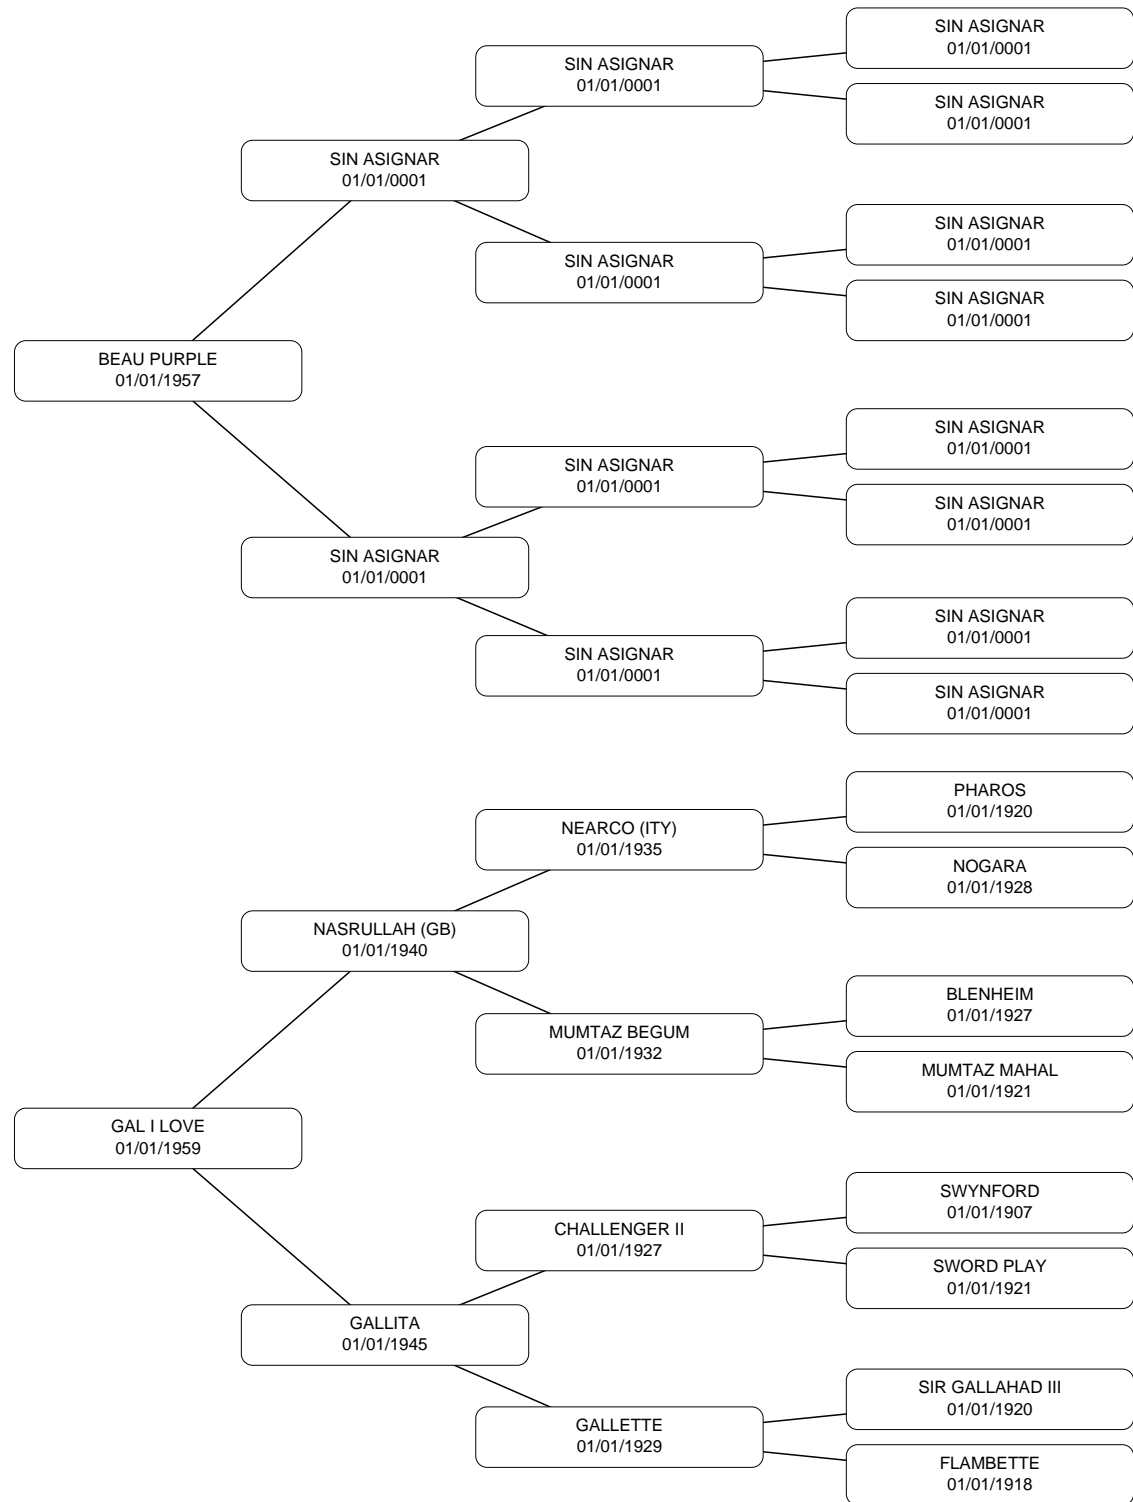 SIN ASIGNAR
01/01/0001
SIN ASIGNAR
01/01/0001
SIN ASIGNAR
01/01/0001
SIN ASIGNAR
01/01/0001
SIN ASIGNAR
01/01/0001
SIN ASIGNAR
01/01/0001
SIN ASIGNAR
01/01/0001
BEAU PURPLE
01/01/1957
SIN ASIGNAR
01/01/0001
SIN ASIGNAR
01/01/0001
SIN ASIGNAR
01/01/0001
SIN ASIGNAR
01/01/0001
SIN ASIGNAR
01/01/0001
SIN ASIGNAR
01/01/0001
SIN ASIGNAR
01/01/0001
PHAROS
01/01/1920
NEARCO (ITY)
01/01/1935
NOGARA
01/01/1928
NASRULLAH (GB)
01/01/1940
BLENHEIM
01/01/1927
MUMTAZ BEGUM
01/01/1932
MUMTAZ MAHAL
01/01/1921
GAL I LOVE
01/01/1959
SWYNFORD
01/01/1907
CHALLENGER II
01/01/1927
SWORD PLAY
01/01/1921
GALLITA
01/01/1945
SIR GALLAHAD III
01/01/1920
GALLETTE
01/01/1929
FLAMBETTE
01/01/1918